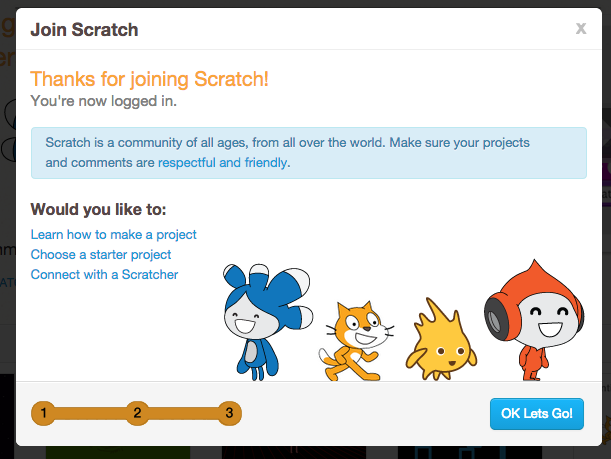 Join Scratch
x
Thanks for joining Scratch!
You're now logged in.
Scratch is a community of all ages, from all over the world. Make sure your projects
and comments are respectful and friendly.
Would you like to:
Learn how to make a project
Choose a starter project
Connect with a Scratcher
1 2 3
OK Lets Go!